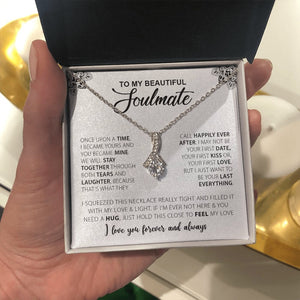 TO MY BEAUTIFUL
Soulmate
ONCE UPON A TIME,
I BECAME YOURS AND
YOU BECAME MINE
WE WILL STAY
TOGETHER THROUGH
BOTH TEARS AND
LAUGHTER, BECAUSE
THAT'S WHAT THEY
CALL HAPPILY EVER
AFTER. I MAY NOT BE
YOUR FIRST DATE,
YOUR FIRST KISS OR
YOUR FIRST LOVE,
BUT I JUST WANT TO
BE YOUR LAST
EVERYTHING.
I SQUEEZED THIS NECKLACE REALLY TIGHT AND FILLED IT
WITH MY LOVE & LIGHT. IF I'M EVER NOT HERE & YOU
NEED A HUG, JUST HOLD THIS CLOSE TO FEEL MY LOVE
I love you forever and always